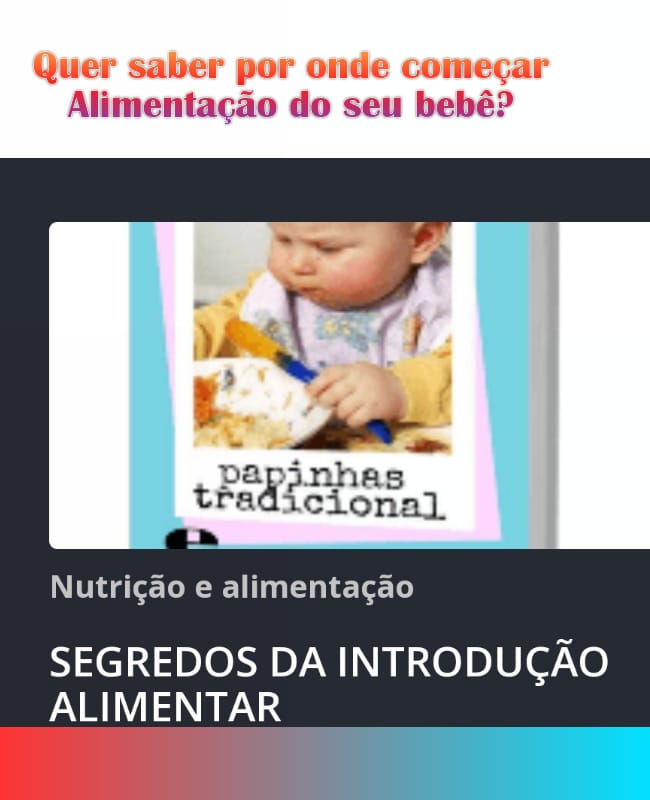 Quer saber por onde começar
Alimentação do seu bebê?
papinhas
tradicional
Nutrição e alimentação
SEGREDOS DA INTRODUÇÃO
ALIMENTAR